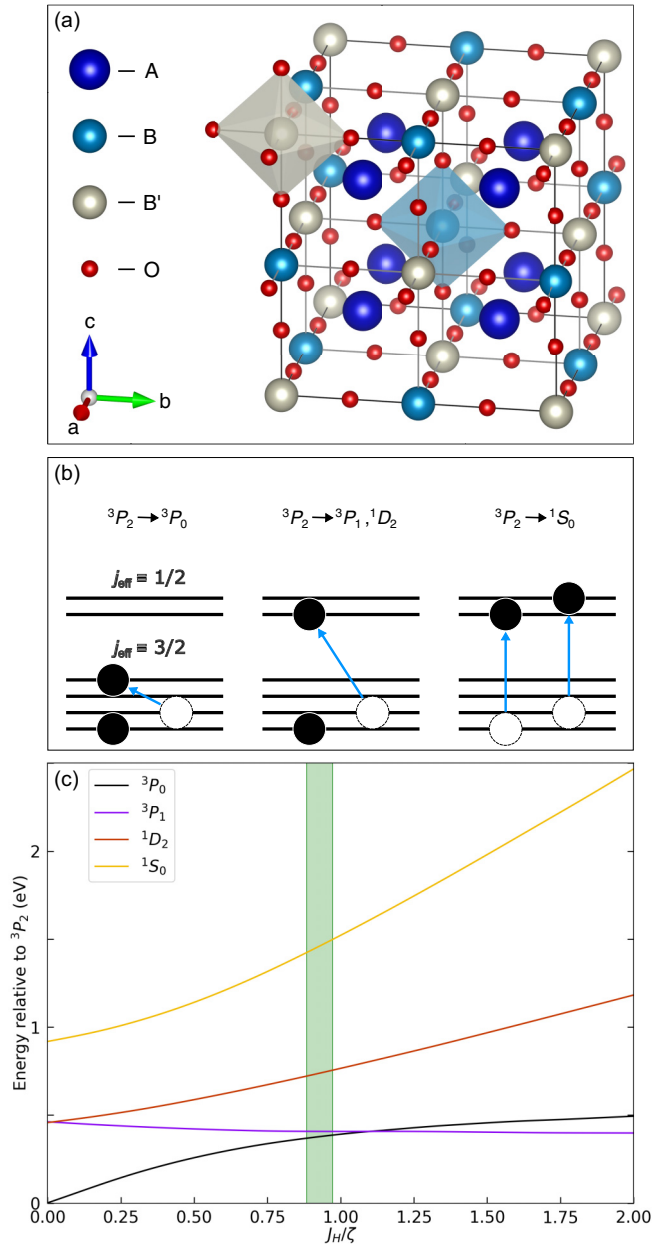 (a)
A
B
B'
O
c
b
a
(b)
³P₂→³P₀
³P₂→³P₁,¹D₂
³P₂→¹S₀
jeff = 1/2
jeff = 3/2
(c)
³P₀
³P₁
¹D₂
¹S₀
Energy relative to ³P₂ (eV)
2
1
0
0.00 0.25 0.50 0.75 1.00 1.25 1.50 1.75 2.00
J_H/ζ